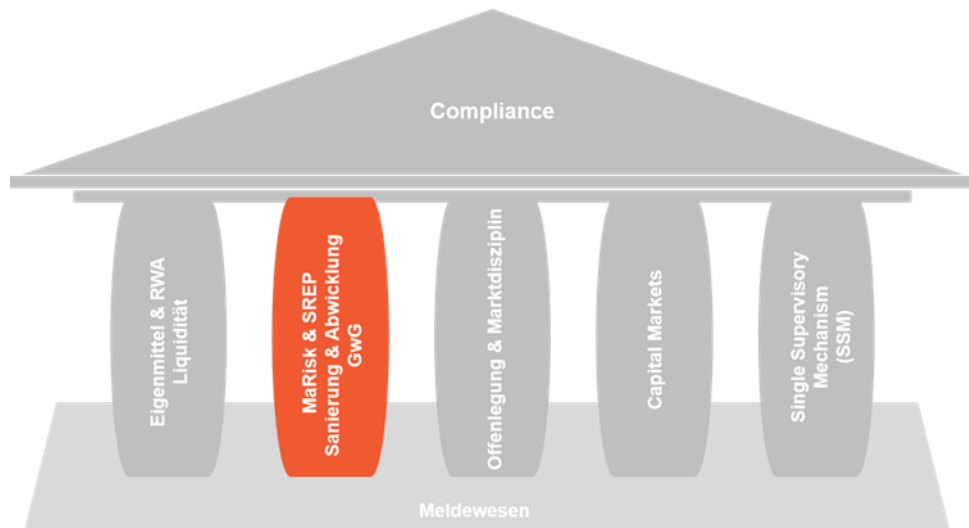 Compliance
Eigenmittel & RWA
Liquidität
MaRisk & SREP
Sanierung & Abwicklung
GwG
Offenlegung & Marktdisziplin
Capital Markets
Single Supervisory
Mechanism
(SSM)
Meldewesen